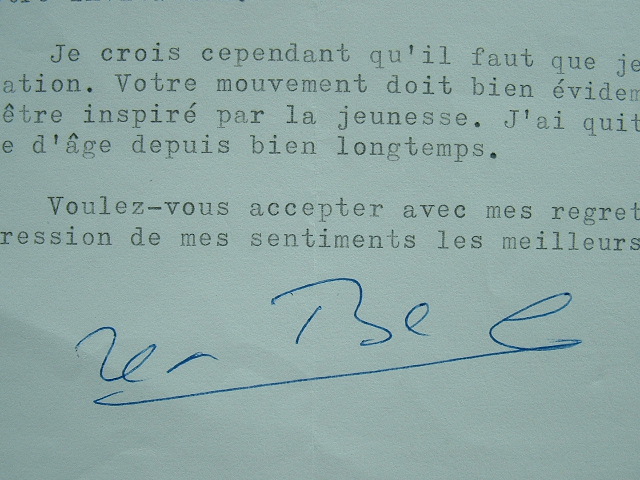 Je crois cependant qu'il faut que je
ation. Votre mouvement doit bien évidem
être inspiré par la jeunesse. J'ai quit
e d'âge depuis bien longtemps.
Voulez-vous accepter avec mes regret
ression de mes sentiments les meilleurs